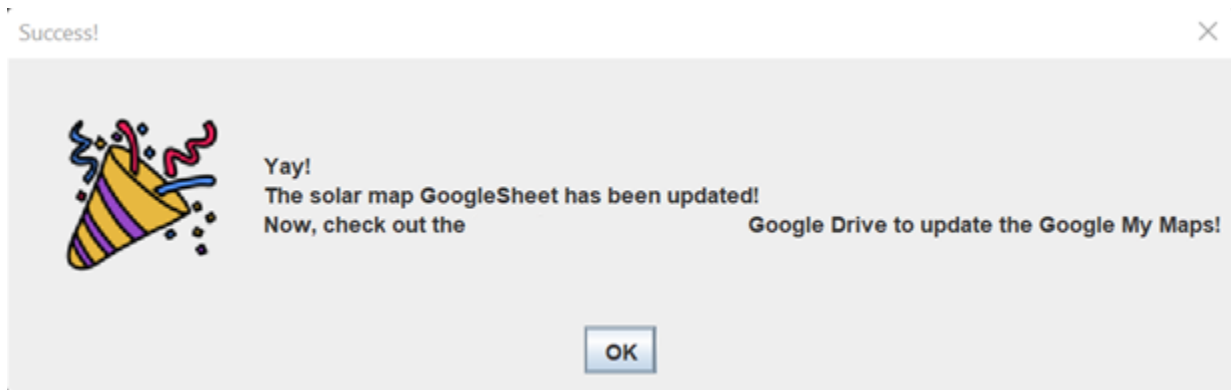 Success!
Yay!
The solar map GoogleSheet has been updated!
Now, check out the Google Drive to update the Google My Maps!
OK